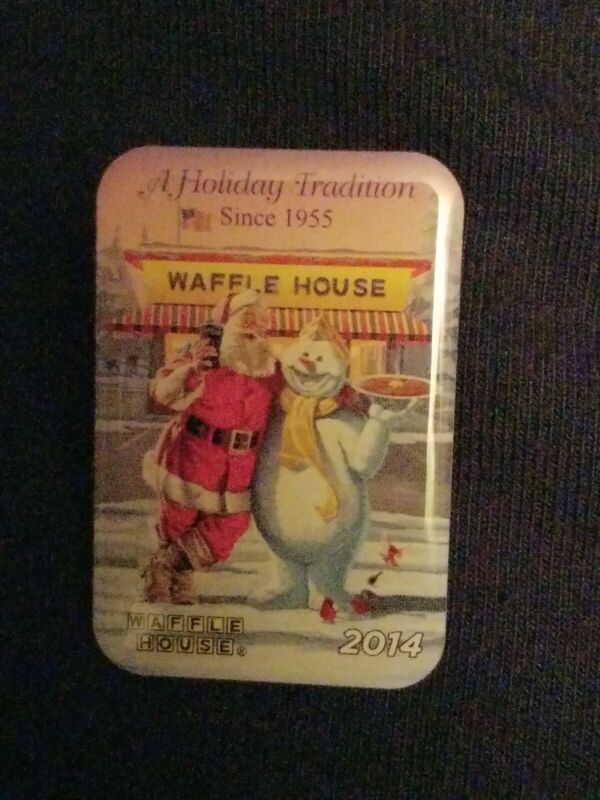 A Holiday Tradition
Since 1955
WAFFLE HOUSE
WAFFLE
HOUSE®
2014